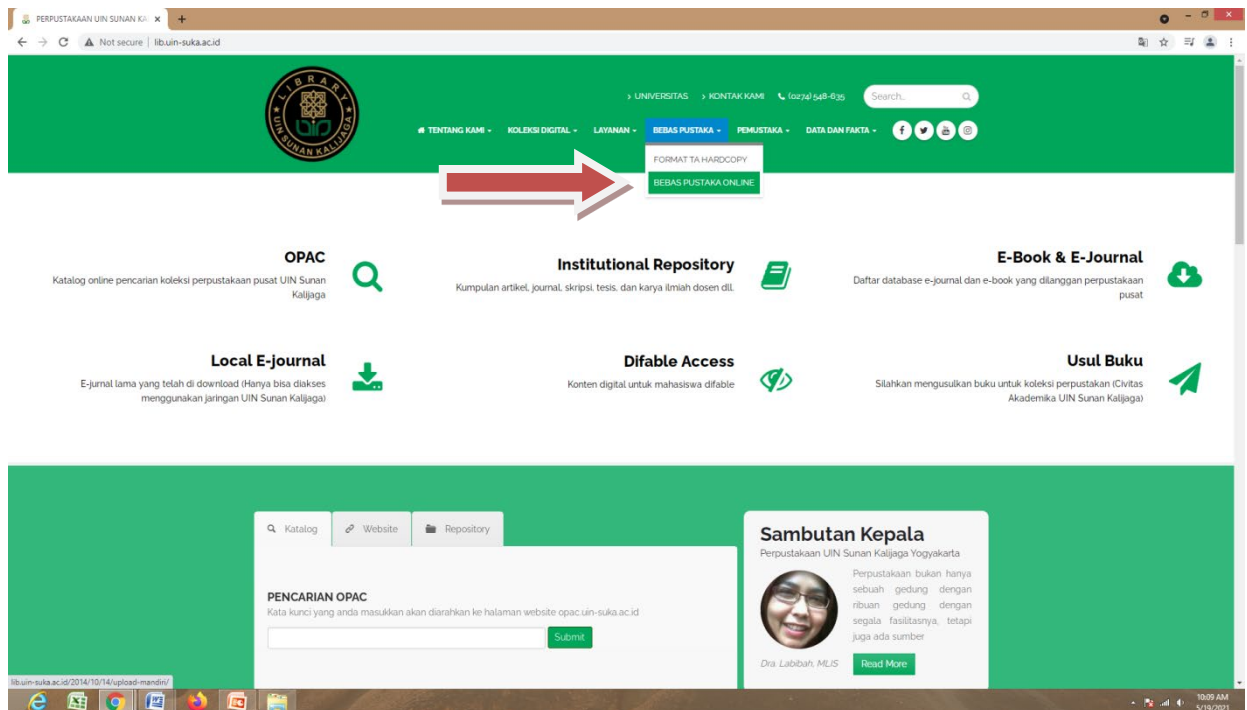 PERPUSTAKAAN UIN SUNAN KA
Not secure | lib.uin-suka.ac.id
LIBRARY
UIN SUNAN KALIJAGA
UNIVERSITAS
KONTAK KAMI
(0274) 548-635
Search..
TENTANG KAMI
KOLEKSI DIGITAL
LAYANAN
BEBAS PUSTAKA
PEMUSTAKA
DATA DAN FAKTA
FORMAT TA HARDCOPY
BEBAS PUSTAKA ONLINE
OPAC
Katalog online pencarian koleksi perpustakaan pusat UIN Sunan
Kalijaga
Institutional Repository
Kumpulan artikel, journal, skripsi, tesis, dan karya ilmiah dosen dll.
E-Book & E-Journal
Daftar database e-journal dan e-book yang dilanggan perpustakaan
pusat
Local E-journal
E-jurnal lama yang telah di download (Hanya bisa diakses
menggunakan jaringan UIN Sunan Kalijaga)
Difable Access
Konten digital untuk mahasiswa difable
Usul Buku
Silahkan mengusulkan buku untuk koleksi perpustakan (Civitas
Akademika UIN Sunan Kalijaga)
Katalog
Website
Repository
PENCARIAN OPAC
Kata kunci yang anda masukkan akan diarahkan ke halaman website opac.uin-suka.ac.id
Submit
Sambutan Kepala
Perpustakaan UIN Sunan Kalijaga Yogyakarta
Perpustakaan bukan hanya
sebuah gedung dengan
ribuan gedung dengan
segala fasilitasnya, tetapi
juga ada sumber
Dra. Labibah, MLIS
Read More
lib.uin-suka.ac.id/2014/10/14/upload-mandiri/
10:09 AM
5/19/2021